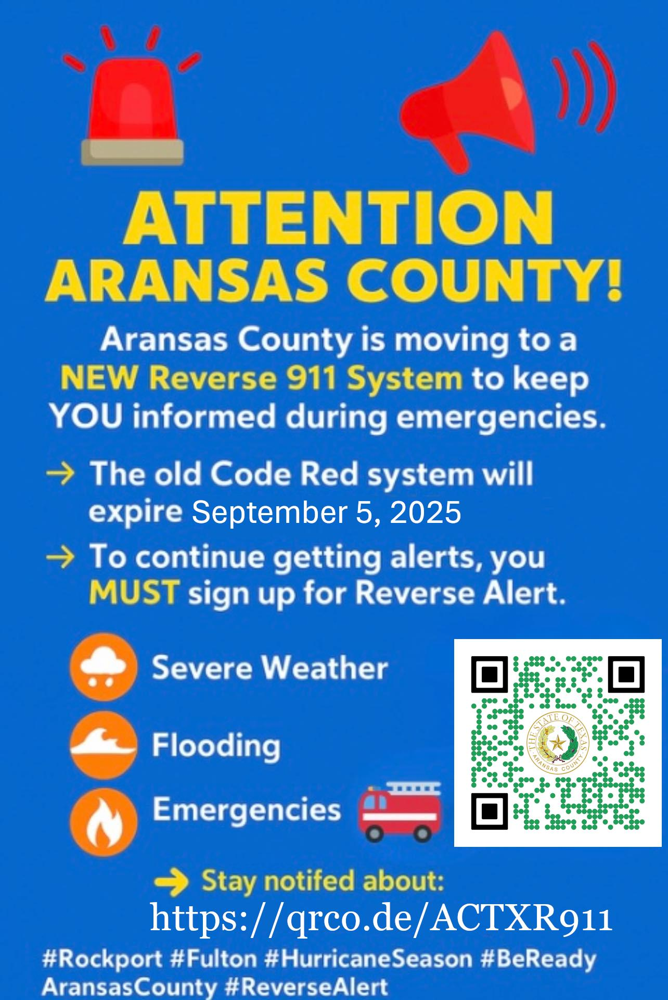 ATTENTION
ARANSAS COUNTY!
Aransas County is moving to a
NEW Reverse 911 System to keep
YOU informed during emergencies.
→ The old Code Red system will
expire September 5, 2025
→ To continue getting alerts, you
MUST sign up for Reverse Alert.
Severe Weather
Flooding
Emergencies
THE STATE OF TEXAS
ARANSAS COUNTY
→ Stay notifed about:
https://qrco.de/ACTXR911
#Rockport #Fulton #HurricaneSeason #BeReady
AransasCounty #ReverseAlert